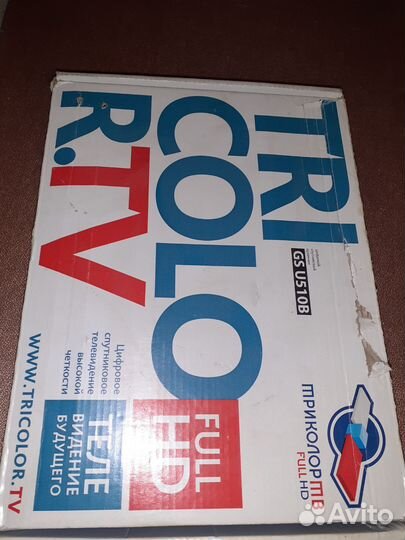 TRI
COLO
R.TV
GS U510B
ТРИКОЛОР ТВ
FULL HD
Цифровое
спутниковое
телевидение
высокой
четкости
FULL
HD
ТЕЛЕ
ВИДЕНИЕ
БУДУЩЕГО
WWW.TRICOLOR.TV
Avito